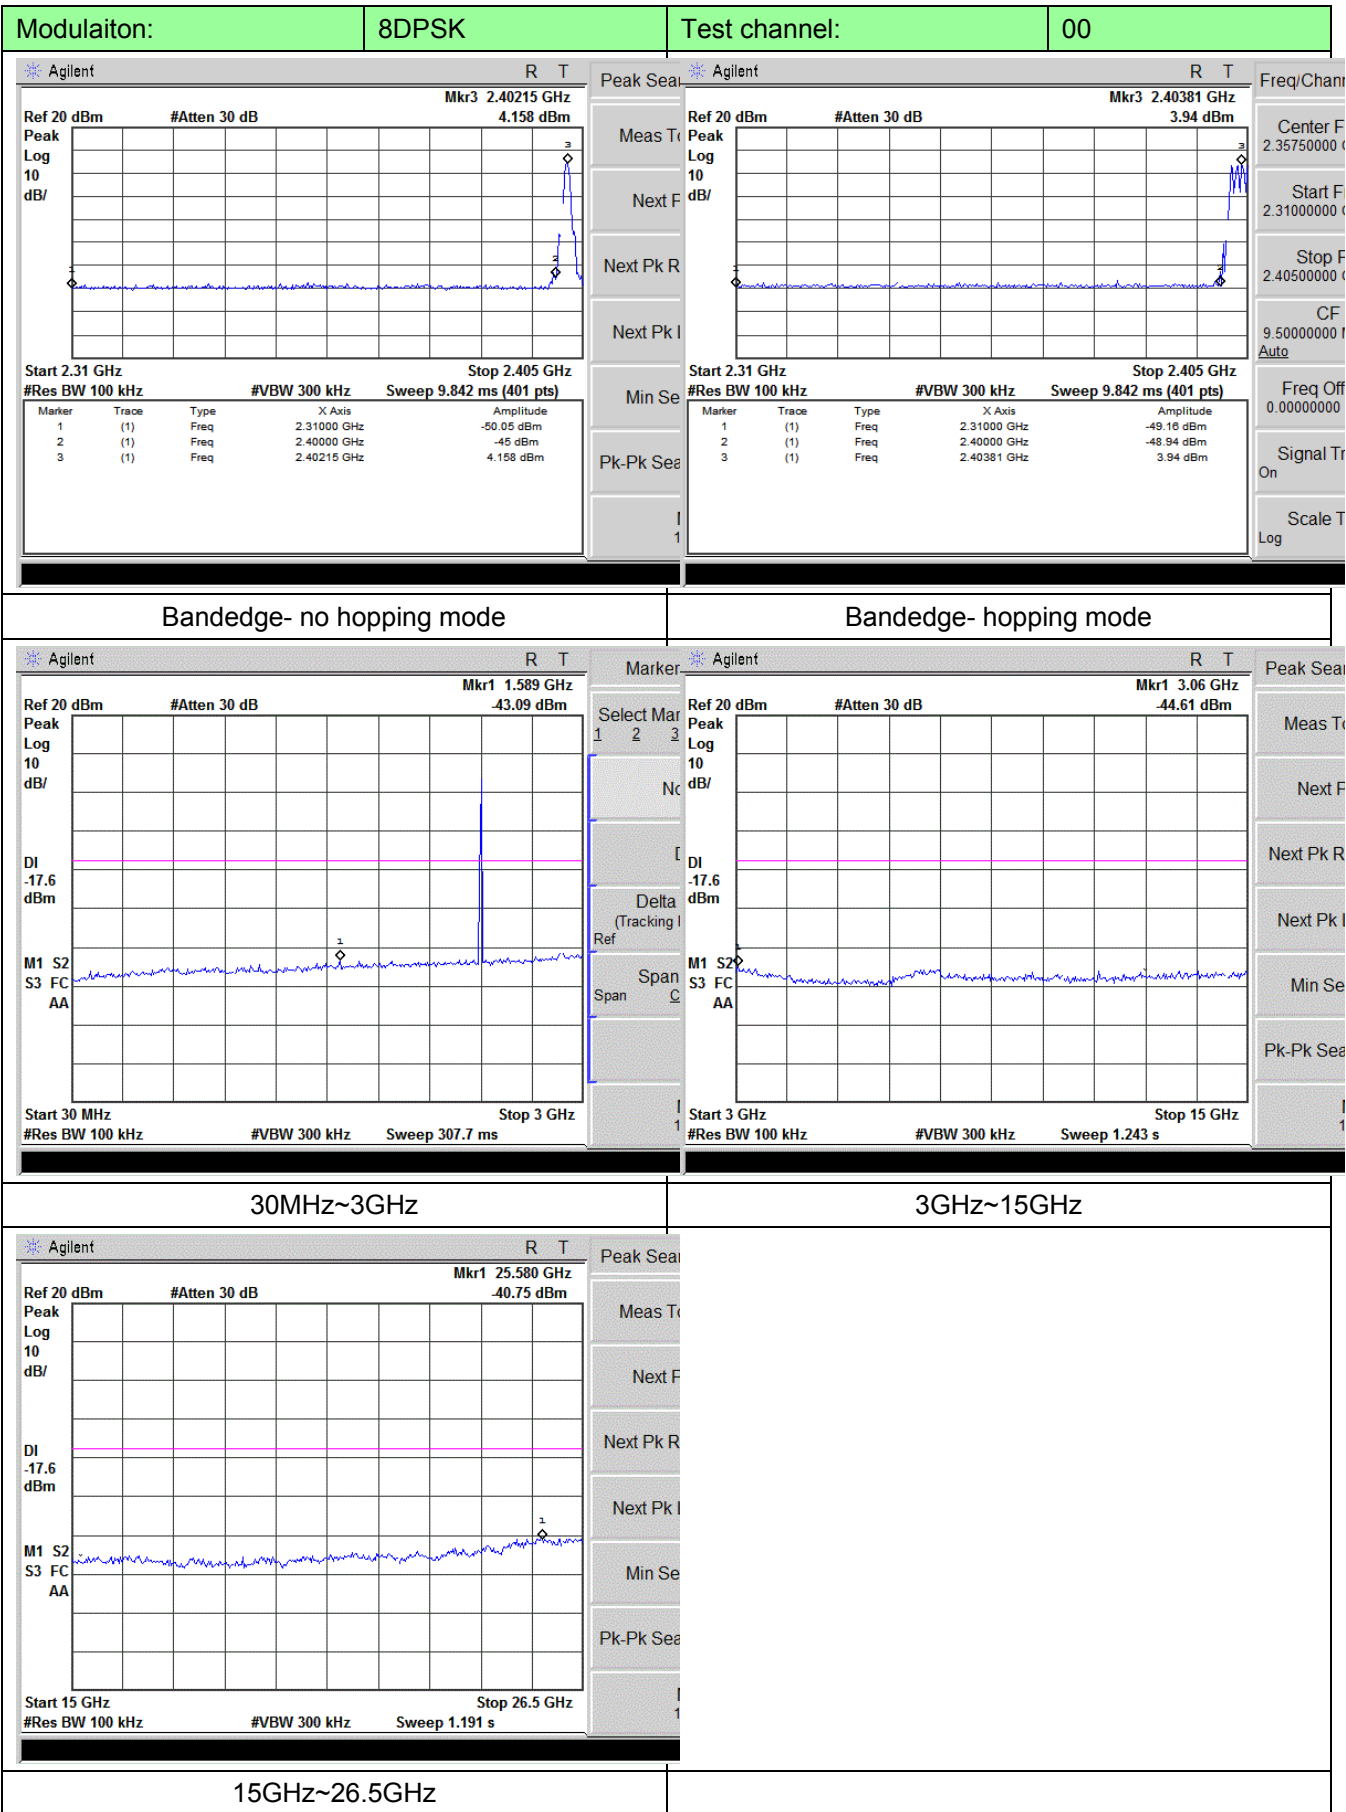 Modulaiton: 8DPSK Test channel: 00
Agilent R T
Mkr3 2.40215 GHz
Ref 20 dBm #Atten 30 dB 4.158 dBm
Peak
Log
10
dB/
Start 2.31 GHz Stop 2.405 GHz
#Res BW 100 kHz #VBW 300 kHz Sweep 9.842 ms (401 pts)
Marker Trace Type X Axis Amplitude
1 (1) Freq 2.31000 GHz -50.05 dBm
2 (1) Freq 2.40000 GHz -45 dBm
3 (1) Freq 2.40215 GHz 4.158 dBm
Peak Sear
Meas To
Next P
Next Pk R
Next Pk L
Min Se
Pk-Pk Sea
1
Agilent R T
Mkr3 2.40381 GHz
Ref 20 dBm #Atten 30 dB 3.94 dBm
Peak
Log
10
dB/
Start 2.31 GHz Stop 2.405 GHz
#Res BW 100 kHz #VBW 300 kHz Sweep 9.842 ms (401 pts)
Marker Trace Type X Axis Amplitude
1 (1) Freq 2.31000 GHz -49.16 dBm
2 (1) Freq 2.40000 GHz -48.94 dBm
3 (1) Freq 2.40381 GHz 3.94 dBm
Freq/Chann
Center F
2.35750000
Start F
2.31000000
Stop F
2.40500000
CF
9.50000000
Auto
Freq Off
0.00000000
Signal Tr
On
Scale T
Log
Bandedge- no hopping mode Bandedge- hopping mode
Agilent R T
Mkr1 1.589 GHz
Ref 20 dBm #Atten 30 dB -43.09 dBm
Peak
Log
10
dB/
DI
-17.6
dBm
M1 S2
S3 FC
AA
Start 30 MHz Stop 3 GHz
#Res BW 100 kHz #VBW 300 kHz Sweep 307.7 ms
Marker
Select Mar
1 2 3
No
Delta
(Tracking
Ref
Span
Span C
1
Agilent R T
Mkr1 3.06 GHz
Ref 20 dBm #Atten 30 dB -44.61 dBm
Peak
Log
10
dB/
DI
-17.6
dBm
M1 S2
S3 FC
AA
Start 3 GHz Stop 15 GHz
#Res BW 100 kHz #VBW 300 kHz Sweep 1.243 s
Peak Sear
Meas To
Next P
Next Pk R
Next Pk L
Min Se
Pk-Pk Sea
1
30MHz~3GHz 3GHz~15GHz
Agilent R T
Mkr1 25.580 GHz
Ref 20 dBm #Atten 30 dB -40.75 dBm
Peak
Log
10
dB/
DI
-17.6
dBm
M1 S2
S3 FC
AA
Start 15 GHz Stop 26.5 GHz
#Res BW 100 kHz #VBW 300 kHz Sweep 1.191 s
Peak Sear
Meas To
Next P
Next Pk R
Next Pk L
Min Se
Pk-Pk Sea
1
15GHz~26.5GHz